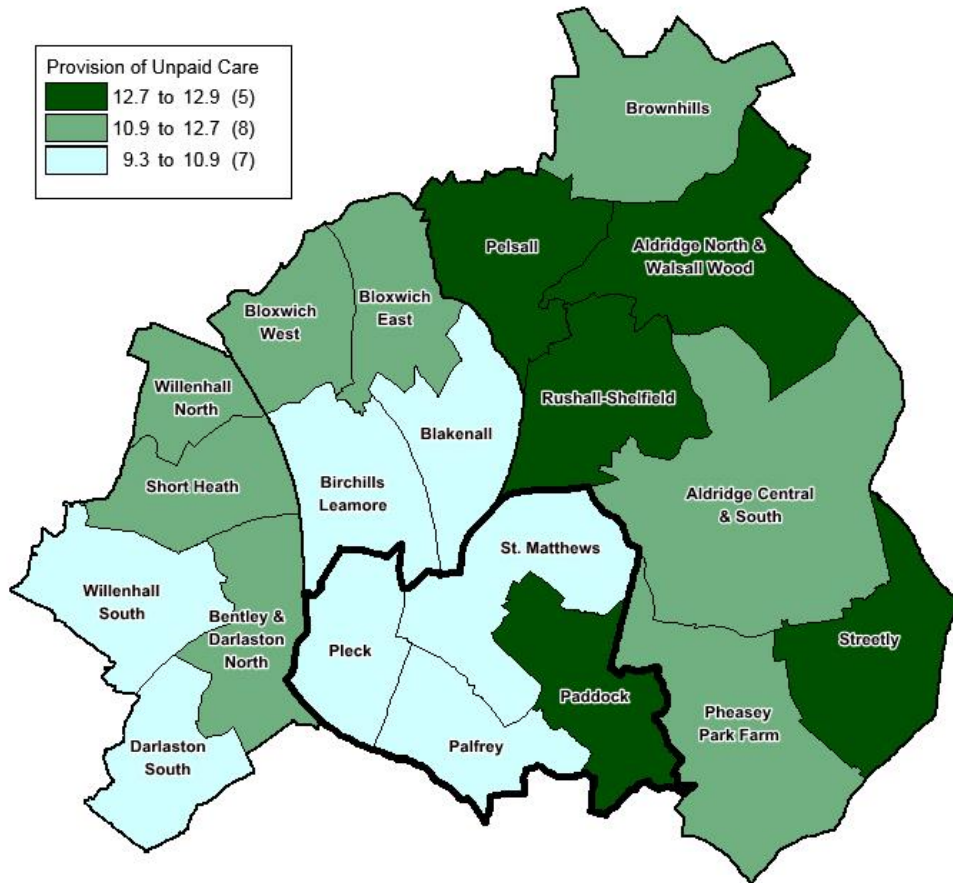 Provision of Unpaid Care
12.7 to 12.9 (5)
10.9 to 12.7 (8)
9.3 to 10.9 (7)
Brownhills
Pelsall
Aldridge North &
Walsall Wood
Bloxwich
West
Bloxwich
East
Willenhall
North
Rushall-Shelfield
Blakenall
Short Heath
Birchills
Leamore
Aldridge Central
& South
St. Matthews
Willenhall
South
Bentley &
Darlaston
North
Pleck
Streetly
Paddock
Pheasey
Park Farm
Darlaston
South
Palfrey